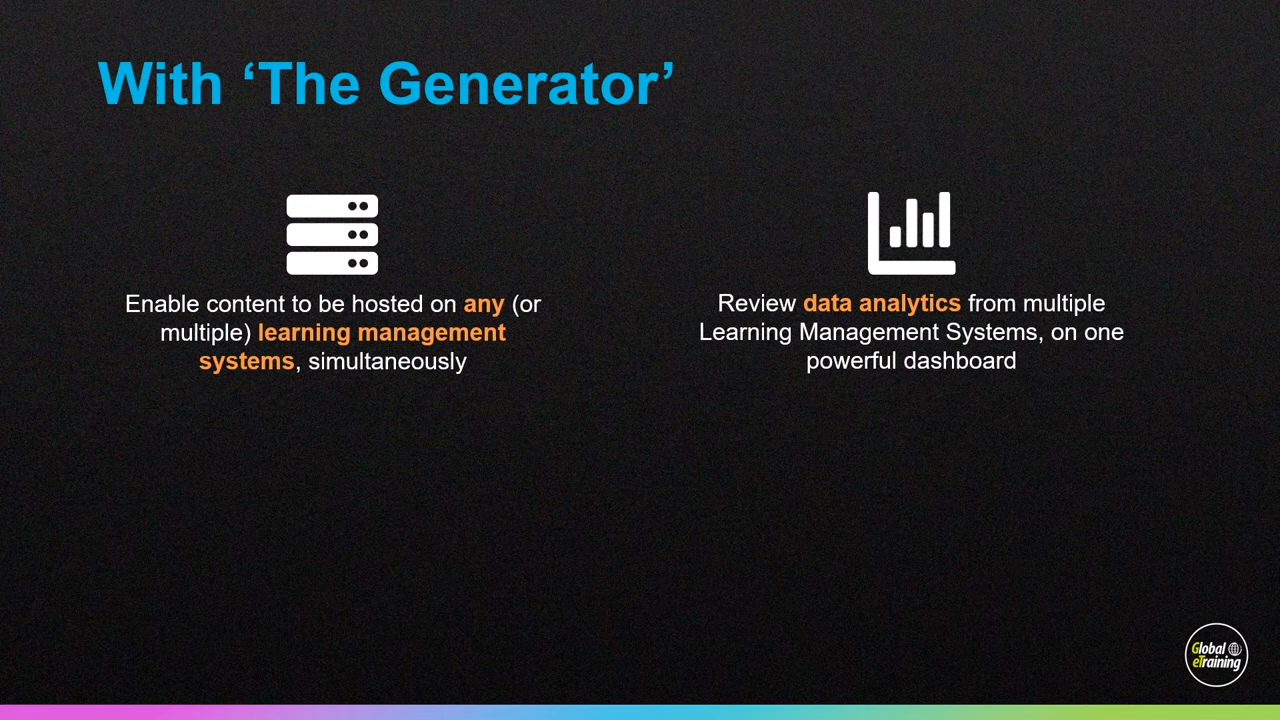 With ‘The Generator’
Enable content to be hosted on any (or
multiple) learning management
systems, simultaneously
Review data analytics from multiple
Learning Management Systems, on one
powerful dashboard
Global
eTraining